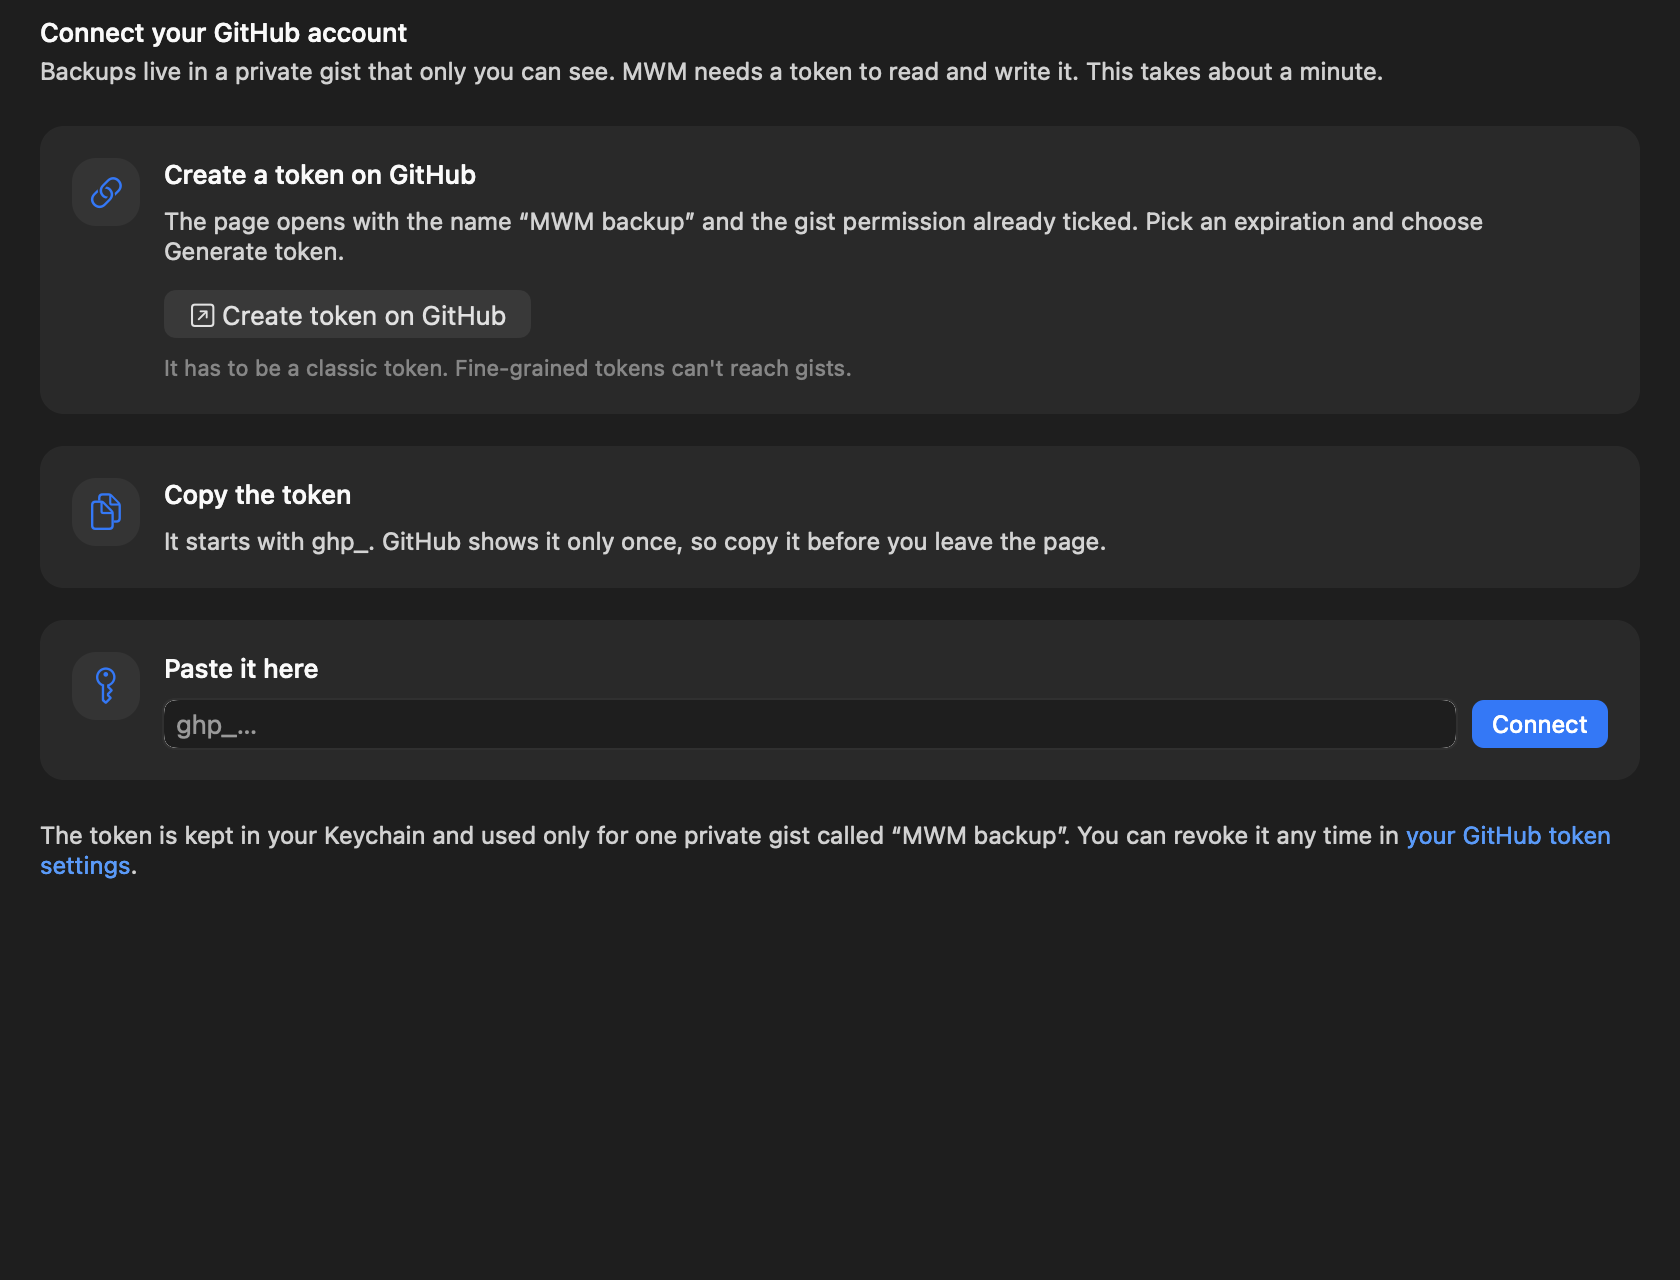 Connect your GitHub account
Backups live in a private gist that only you can see. MWM needs a token to read and write it. This takes about a minute.
Create a token on GitHub
The page opens with the name “MWM backup” and the gist permission already ticked. Pick an expiration and choose
Generate token.
Create token on GitHub
It has to be a classic token. Fine-grained tokens can't reach gists.
Copy the token
It starts with ghp_. GitHub shows it only once, so copy it before you leave the page.
Paste it here
ghp_...
Connect
The token is kept in your Keychain and used only for one private gist called “MWM backup”. You can revoke it any time in your GitHub token
settings.